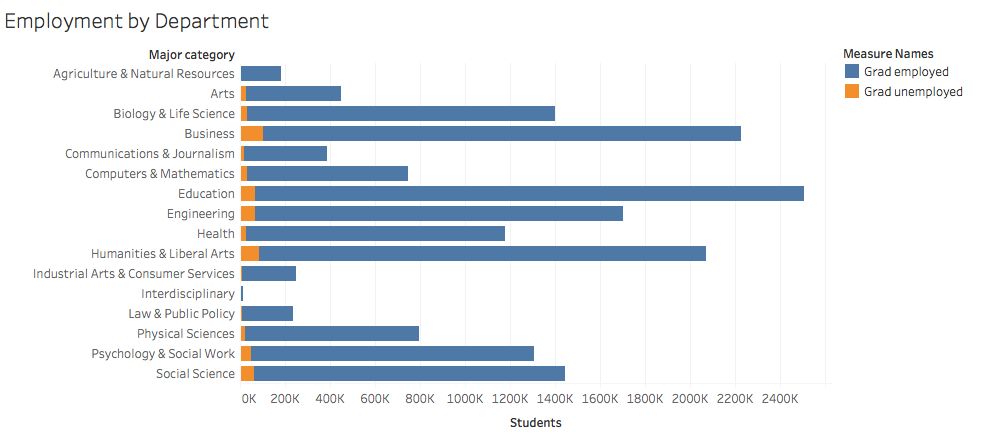 Employment by Department
Major category
Measure Names
Agriculture & Natural Resources
Grad employed
Arts
Grad unemployed
Biology & Life Science
Business
Communications & Journalism
Computers & Mathematics
Education
Engineering
Health
Humanities & Liberal Arts
Industrial Arts & Consumer Services
Interdisciplinary
Law & Public Policy
Physical Sciences
Psychology & Social Work
Social Science
0K 200K 400K 600K 800K 1000K 1200K 1400K 1600K 1800K 2000K 2200K 2400K
Students